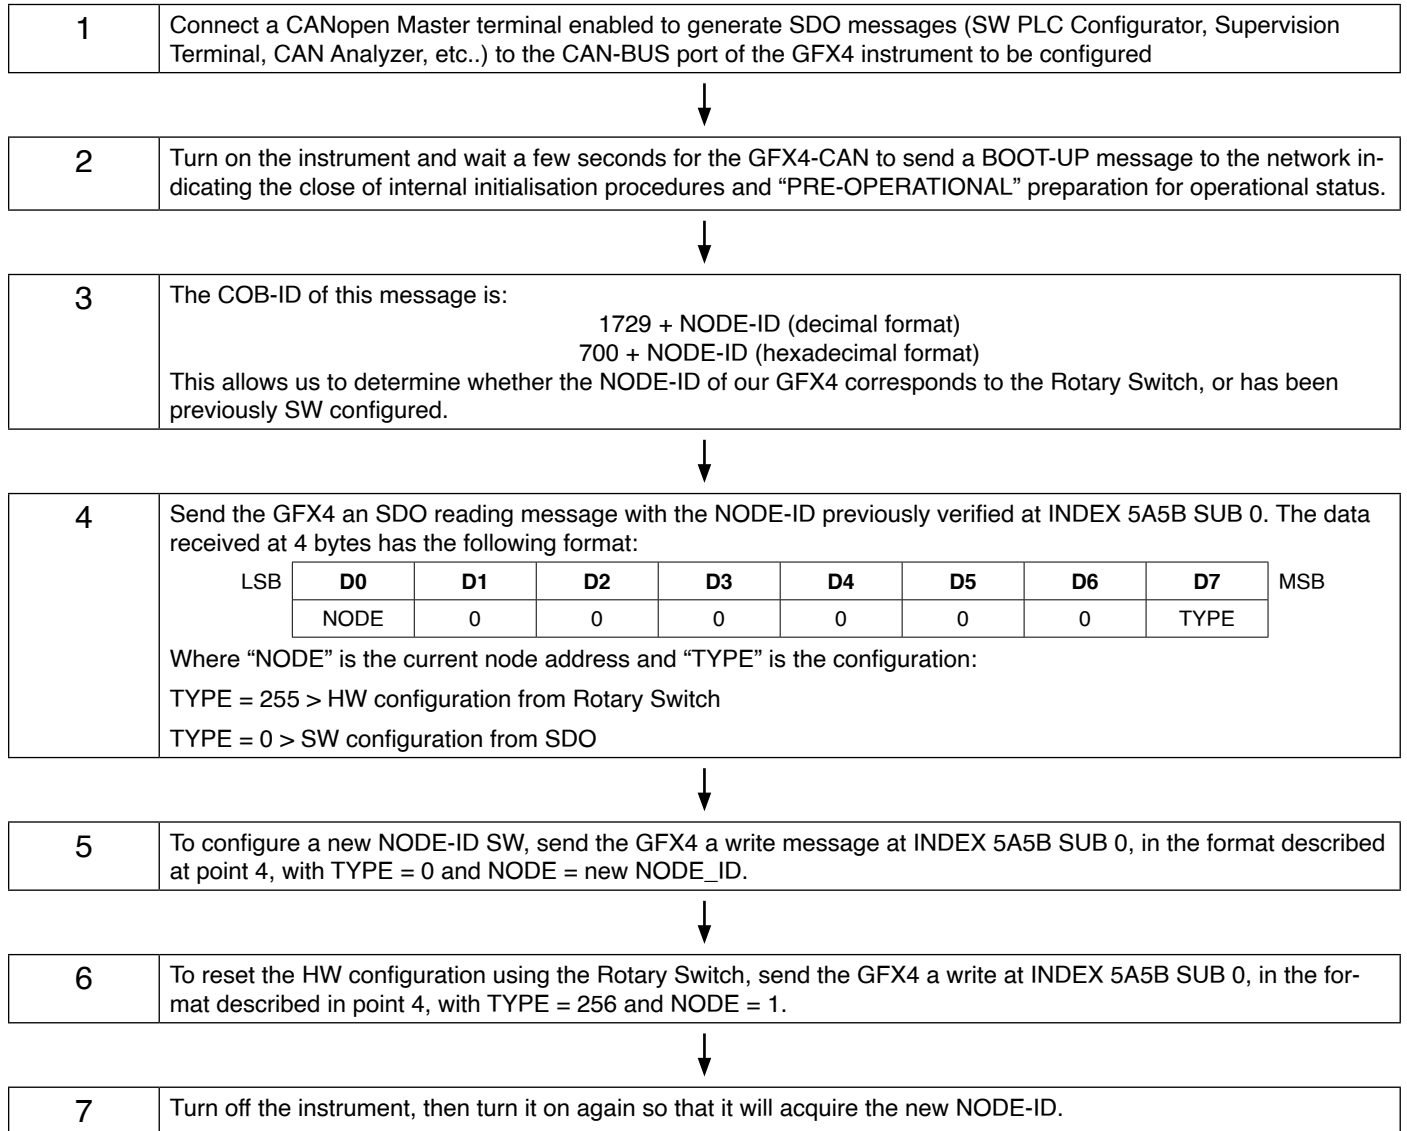 1
Connect a CANopen Master terminal enabled to generate SDO messages (SW PLC Configurator, Supervision
Terminal, CAN Analyzer, etc..) to the CAN-BUS port of the GFX4 instrument to be configured
2
Turn on the instrument and wait a few seconds for the GFX4-CAN to send a BOOT-UP message to the network in-
dicating the close of internal initialisation procedures and “PRE-OPERATIONAL” preparation for operational status.
3
The COB-ID of this message is:
1729 + NODE-ID (decimal format)
700 + NODE-ID (hexadecimal format)
This allows us to determine whether the NODE-ID of our GFX4 corresponds to the Rotary Switch, or has been
previously SW configured.
4
Send the GFX4 an SDO reading message with the NODE-ID previously verified at INDEX 5A5B SUB 0. The data
received at 4 bytes has the following format:
LSB D0 D1 D2 D3 D4 D5 D6 D7 MSB
NODE 0 0 0 0 0 0 TYPE
Where “NODE” is the current node address and “TYPE” is the configuration:
TYPE = 255 > HW configuration from Rotary Switch
TYPE = 0 > SW configuration from SDO
5
To configure a new NODE-ID SW, send the GFX4 a write message at INDEX 5A5B SUB 0, in the format described
at point 4, with TYPE = 0 and NODE = new NODE_ID.
6
To reset the HW configuration using the Rotary Switch, send the GFX4 a write at INDEX 5A5B SUB 0, in the for-
mat described in point 4, with TYPE = 256 and NODE = 1.
7
Turn off the instrument, then turn it on again so that it will acquire the new NODE-ID.